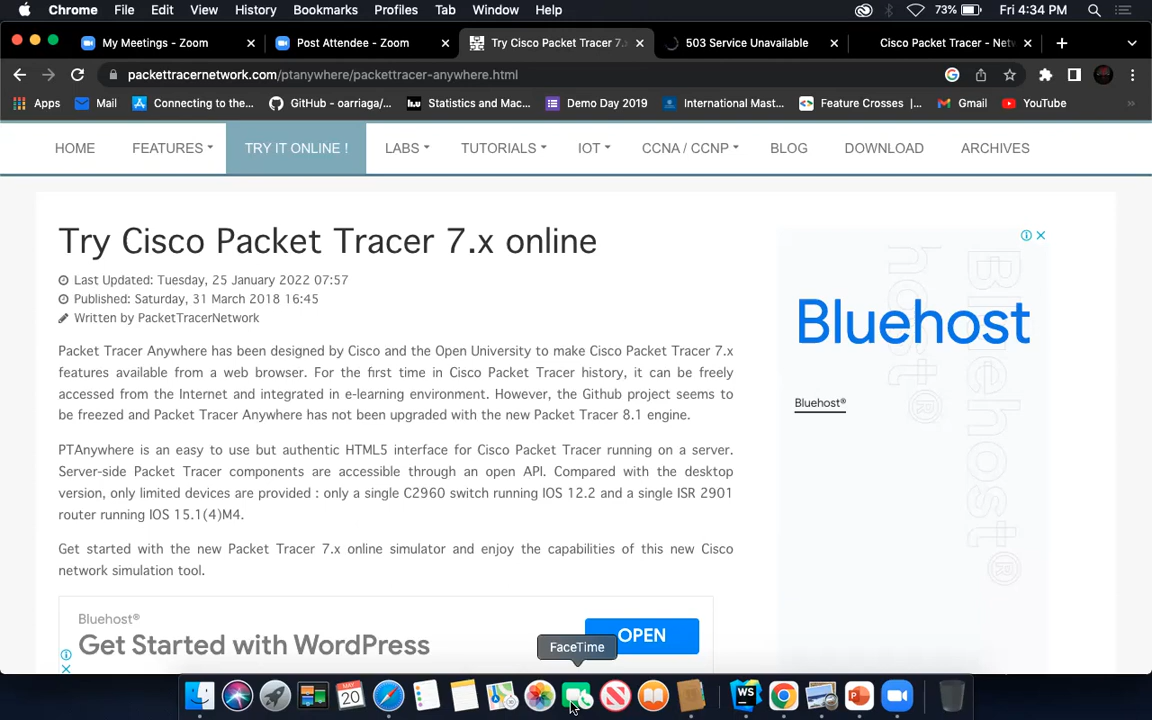 Chrome File Edit View History Bookmarks Profiles Tab Window Help 73% Fri 4:34 PM
My Meetings - Zoom Post Attendee - Zoom Try Cisco Packet Tracer 7. 503 Service Unavailable Cisco Packet Tracer - Netw
packettracernetwork.com/ptanywhere/packettracer-anywhere.html
Apps Mail Connecting to the... GitHub - oarriaga/... Statistics and Mac... Demo Day 2019 International Mast... Feature Crosses |... Gmail YouTube »
HOME FEATURES TRY IT ONLINE ! LABS TUTORIALS IOT CCNA / CCNP BLOG DOWNLOAD ARCHIVES
Try Cisco Packet Tracer 7.x online
Last Updated: Tuesday, 25 January 2022 07:57
Published: Saturday, 31 March 2018 16:45
Written by PacketTracerNetwork
Packet Tracer Anywhere has been designed by Cisco and the Open University to make Cisco Packet Tracer 7.x
features available from a web browser. For the first time in Cisco Packet Tracer history, it can be freely
accessed from the Internet and integrated in e-learning environment. However, the Github project seems to
be freezed and Packet Tracer Anywhere has not been upgraded with the new Packet Tracer 8.1 engine.
PTAnywhere is an easy to use but authentic HTML5 interface for Cisco Packet Tracer running on a server.
Server-side Packet Tracer components are accessible through an open API. Compared with the desktop
version, only limited devices are provided : only a single C2960 switch running IOS 12.2 and a single ISR 2901
router running IOS 15.1(4)M4.
Get started with the new Packet Tracer 7.x online simulator and enjoy the capabilities of this new Cisco
network simulation tool.
Bluehost®
Get Started with WordPress
OPEN
Bluehost
Bluehost®
Bluehost®
host®
FaceTime
MAY
20
WS